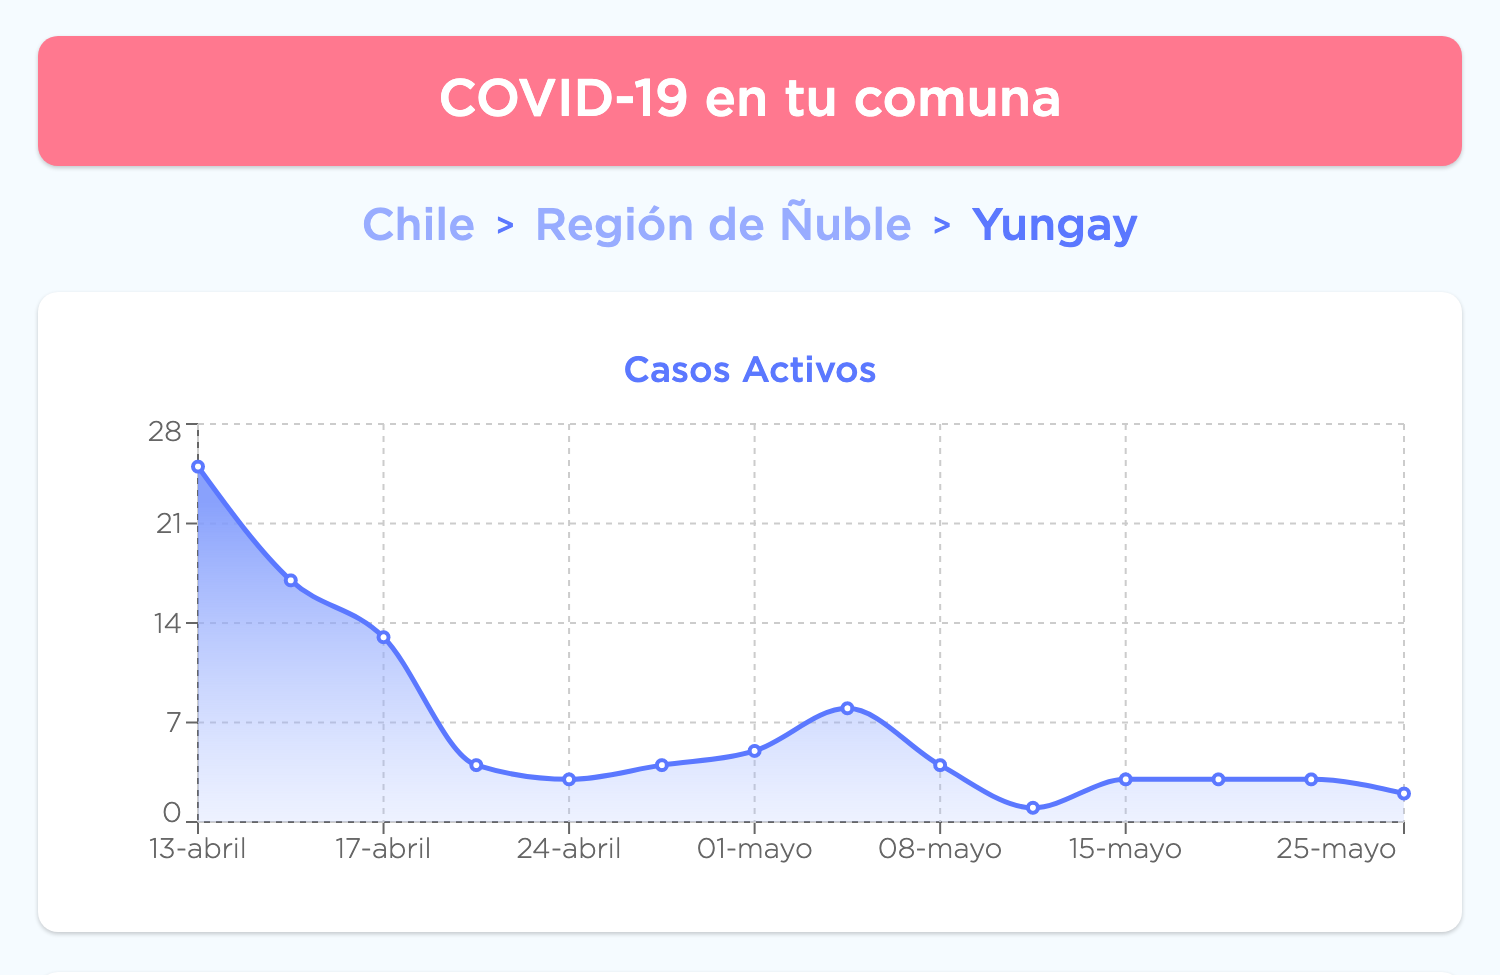 COVID-19 en tu comuna
Chile > Región de Ñuble > Yungay
Casos Activos
28
21
14
7
0
13-abril 17-abril 24-abril 01-mayo 08-mayo 15-mayo 25-mayo